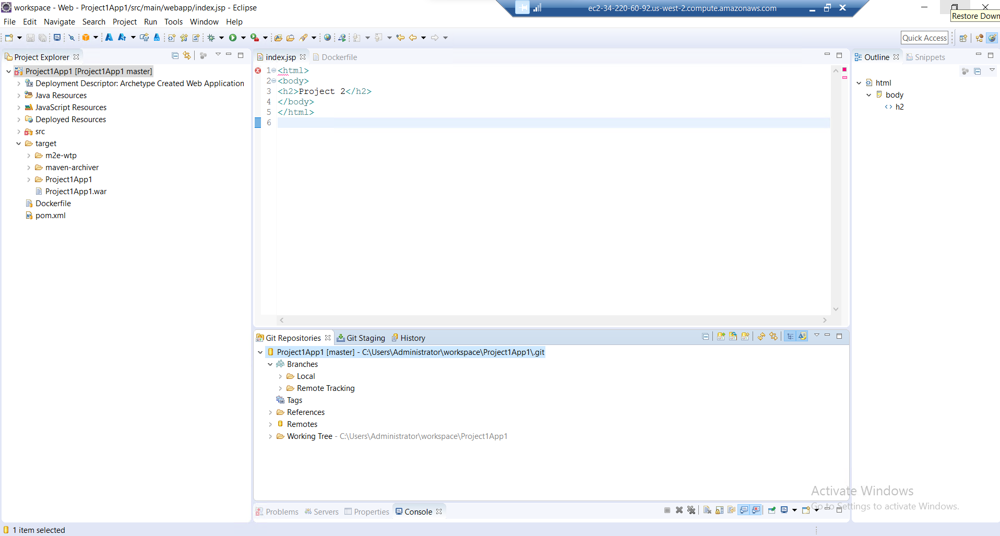 workspace - Web - Project1App1/src/main/webapp/index.jsp - Eclipse
ec2-34-220-60-92.us-west-2.compute.amazonaws.com
Restore Down
File Edit Navigate Search Project Run Tools Window Help
Quick Access
Project Explorer
Project1App1 [Project1App1 master]
Deployment Descriptor: Archetype Created Web Application
Java Resources
JavaScript Resources
Deployed Resources
src
target
m2e-wtp
maven-archiver
Project1App1
Project1App1.war
Dockerfile
pom.xml
index.jsp Dockerfile
1 <html>
2 <body>
3 <h2>Project 2</h2>
4 </body>
5 </html>
6
Outline Snippets
html
body
<> h2
Git Repositories Git Staging History
Project1App1 [master] - C:\Users\Administrator\workspace\Project1App1\.git
Branches
Local
Remote Tracking
Tags
References
Remotes
Working Tree - C:\Users\Administrator\workspace\Project1App1
Activate Windows
Go to Settings to activate Windows.
Problems Servers Properties Console
1 item selected